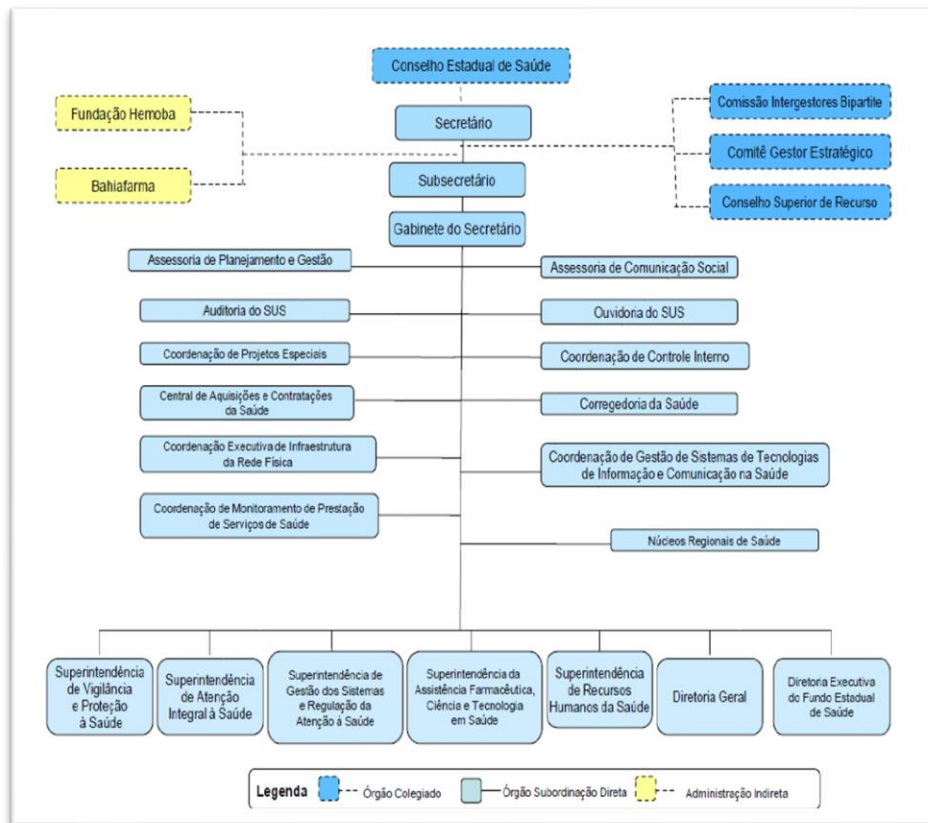 Conselho Estadual de Saúde
Fundação Hemoba
Comissão Intergestores Bipartite
Secretário
Comitê Gestor Estratégico
Bahiafarma
Subsecretário
Conselho Superior de Recurso
Gabinete do Secretário
Assessoria de Planejamento e Gestão
Assessoria de Comunicação Social
Auditoria do SUS
Ouvidoria do SUS
Coordenação de Projetos Especiais
Coordenação de Controle Interno
Central de Aquisições e Contratações
da Saúde
Corregedoria da Saúde
Coordenação Executiva de Infraestrutura
da Rede Física
Coordenação de Gestão de Sistemas de Tecnologias
de Informação e Comunicação na Saúde
Coordenação de Monitoramento de Prestação
de Serviços de Saúde
Núcleos Regionais de Saúde
Superintendência
de Vigilância
e Proteção
à Saúde
Superintendência
de Atenção
Integral à Saúde
Superintendência de
Gestão dos Sistemas
e Regulação da
Atenção à Saúde
Superintendência da
Assistência Farmacêutica,
Ciência e Tecnologia
em Saúde
Superintendência
de Recursos
Humanos da Saúde
Diretoria Geral
Diretoria Executiva
do Fundo Estadual
de Saúde
Legenda
Órgão Colegiado
Órgão Subordinação Direta
Administração Indireta